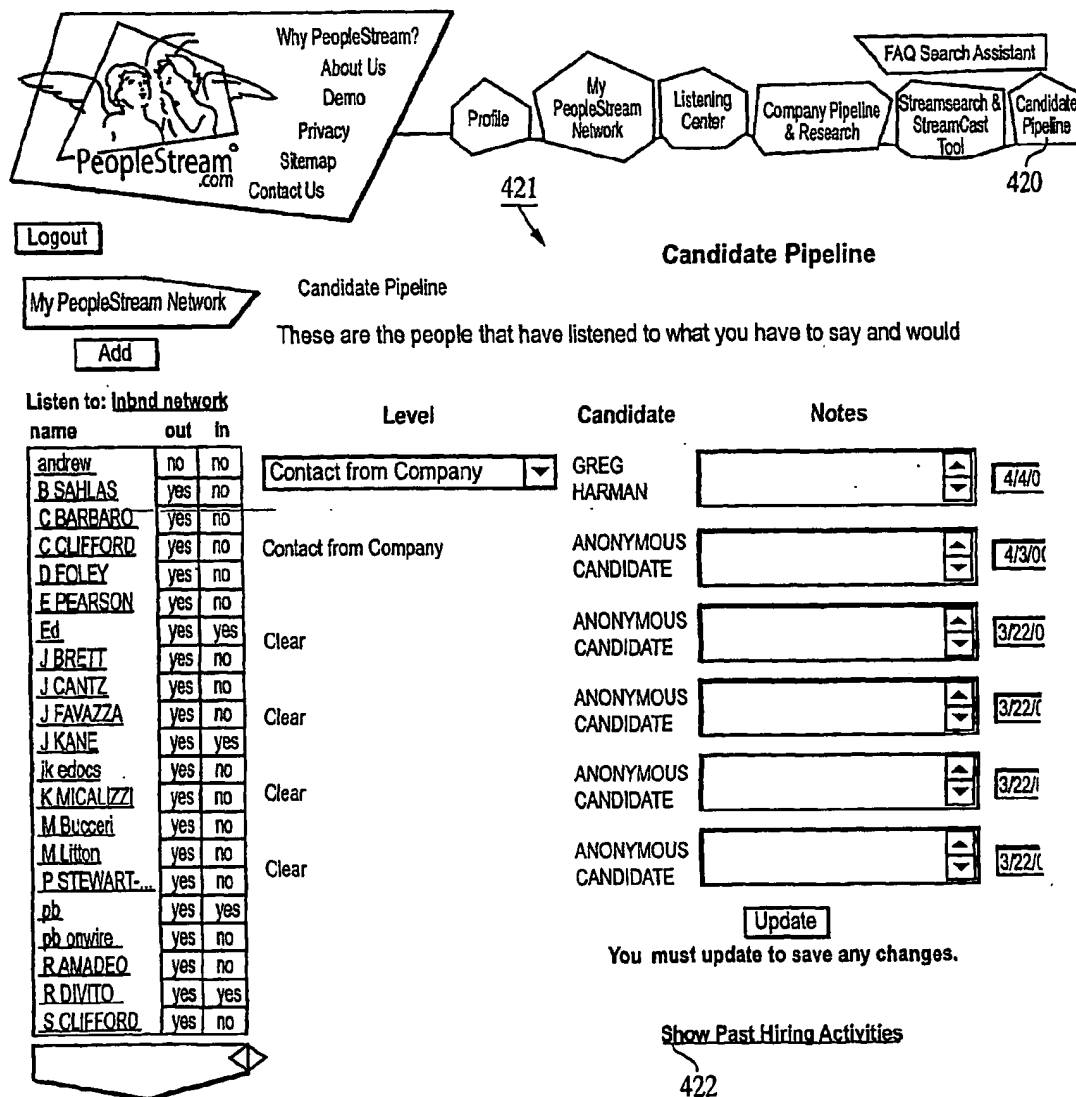 Why PeopleStream?
About Us
Demo
Privacy
Sitemap
Contact Us
PeopleStream
.com
FAQ Search Assistant
Profile
My
PeopleStream
Network
Listening
Center
Company Pipeline
& Research
Streamsearch &
StreamCast
Tool
Candidate
Pipeline
421
420
Logout
Candidate Pipeline
My PeopleStream Network
Candidate Pipeline
Add
These are the people that have listened to what you have to say and would
Listen to: Inbnd network
name out in
andrew no no
B SAHLAS yes no
C BARBARO yes no
C CLIFFORD yes no
D FOLEY yes no
E PEARSON yes no
Ed yes yes
J BRETT yes no
J CANTZ yes no
J FAVAZZA yes no
J KANE yes yes
jk edocs yes no
K MICALIZZI yes no
M Bucceri yes no
M Litton yes no
P STEWART-... yes no
pb yes yes
pb onwire yes no
R AMADEO yes no
R DIVITO yes yes
S CLIFFORD yes no
Level Candidate Notes
Contact from Company GREG
HARMAN 4/4/0
Contact from Company ANONYMOUS
CANDIDATE 4/3/00
Clear ANONYMOUS
CANDIDATE 3/22/0
Clear ANONYMOUS
CANDIDATE 3/22/
Clear ANONYMOUS
CANDIDATE 3/22/
Clear ANONYMOUS
CANDIDATE 3/22/
Update
You must update to save any changes.
Show Past Hiring Activities
422